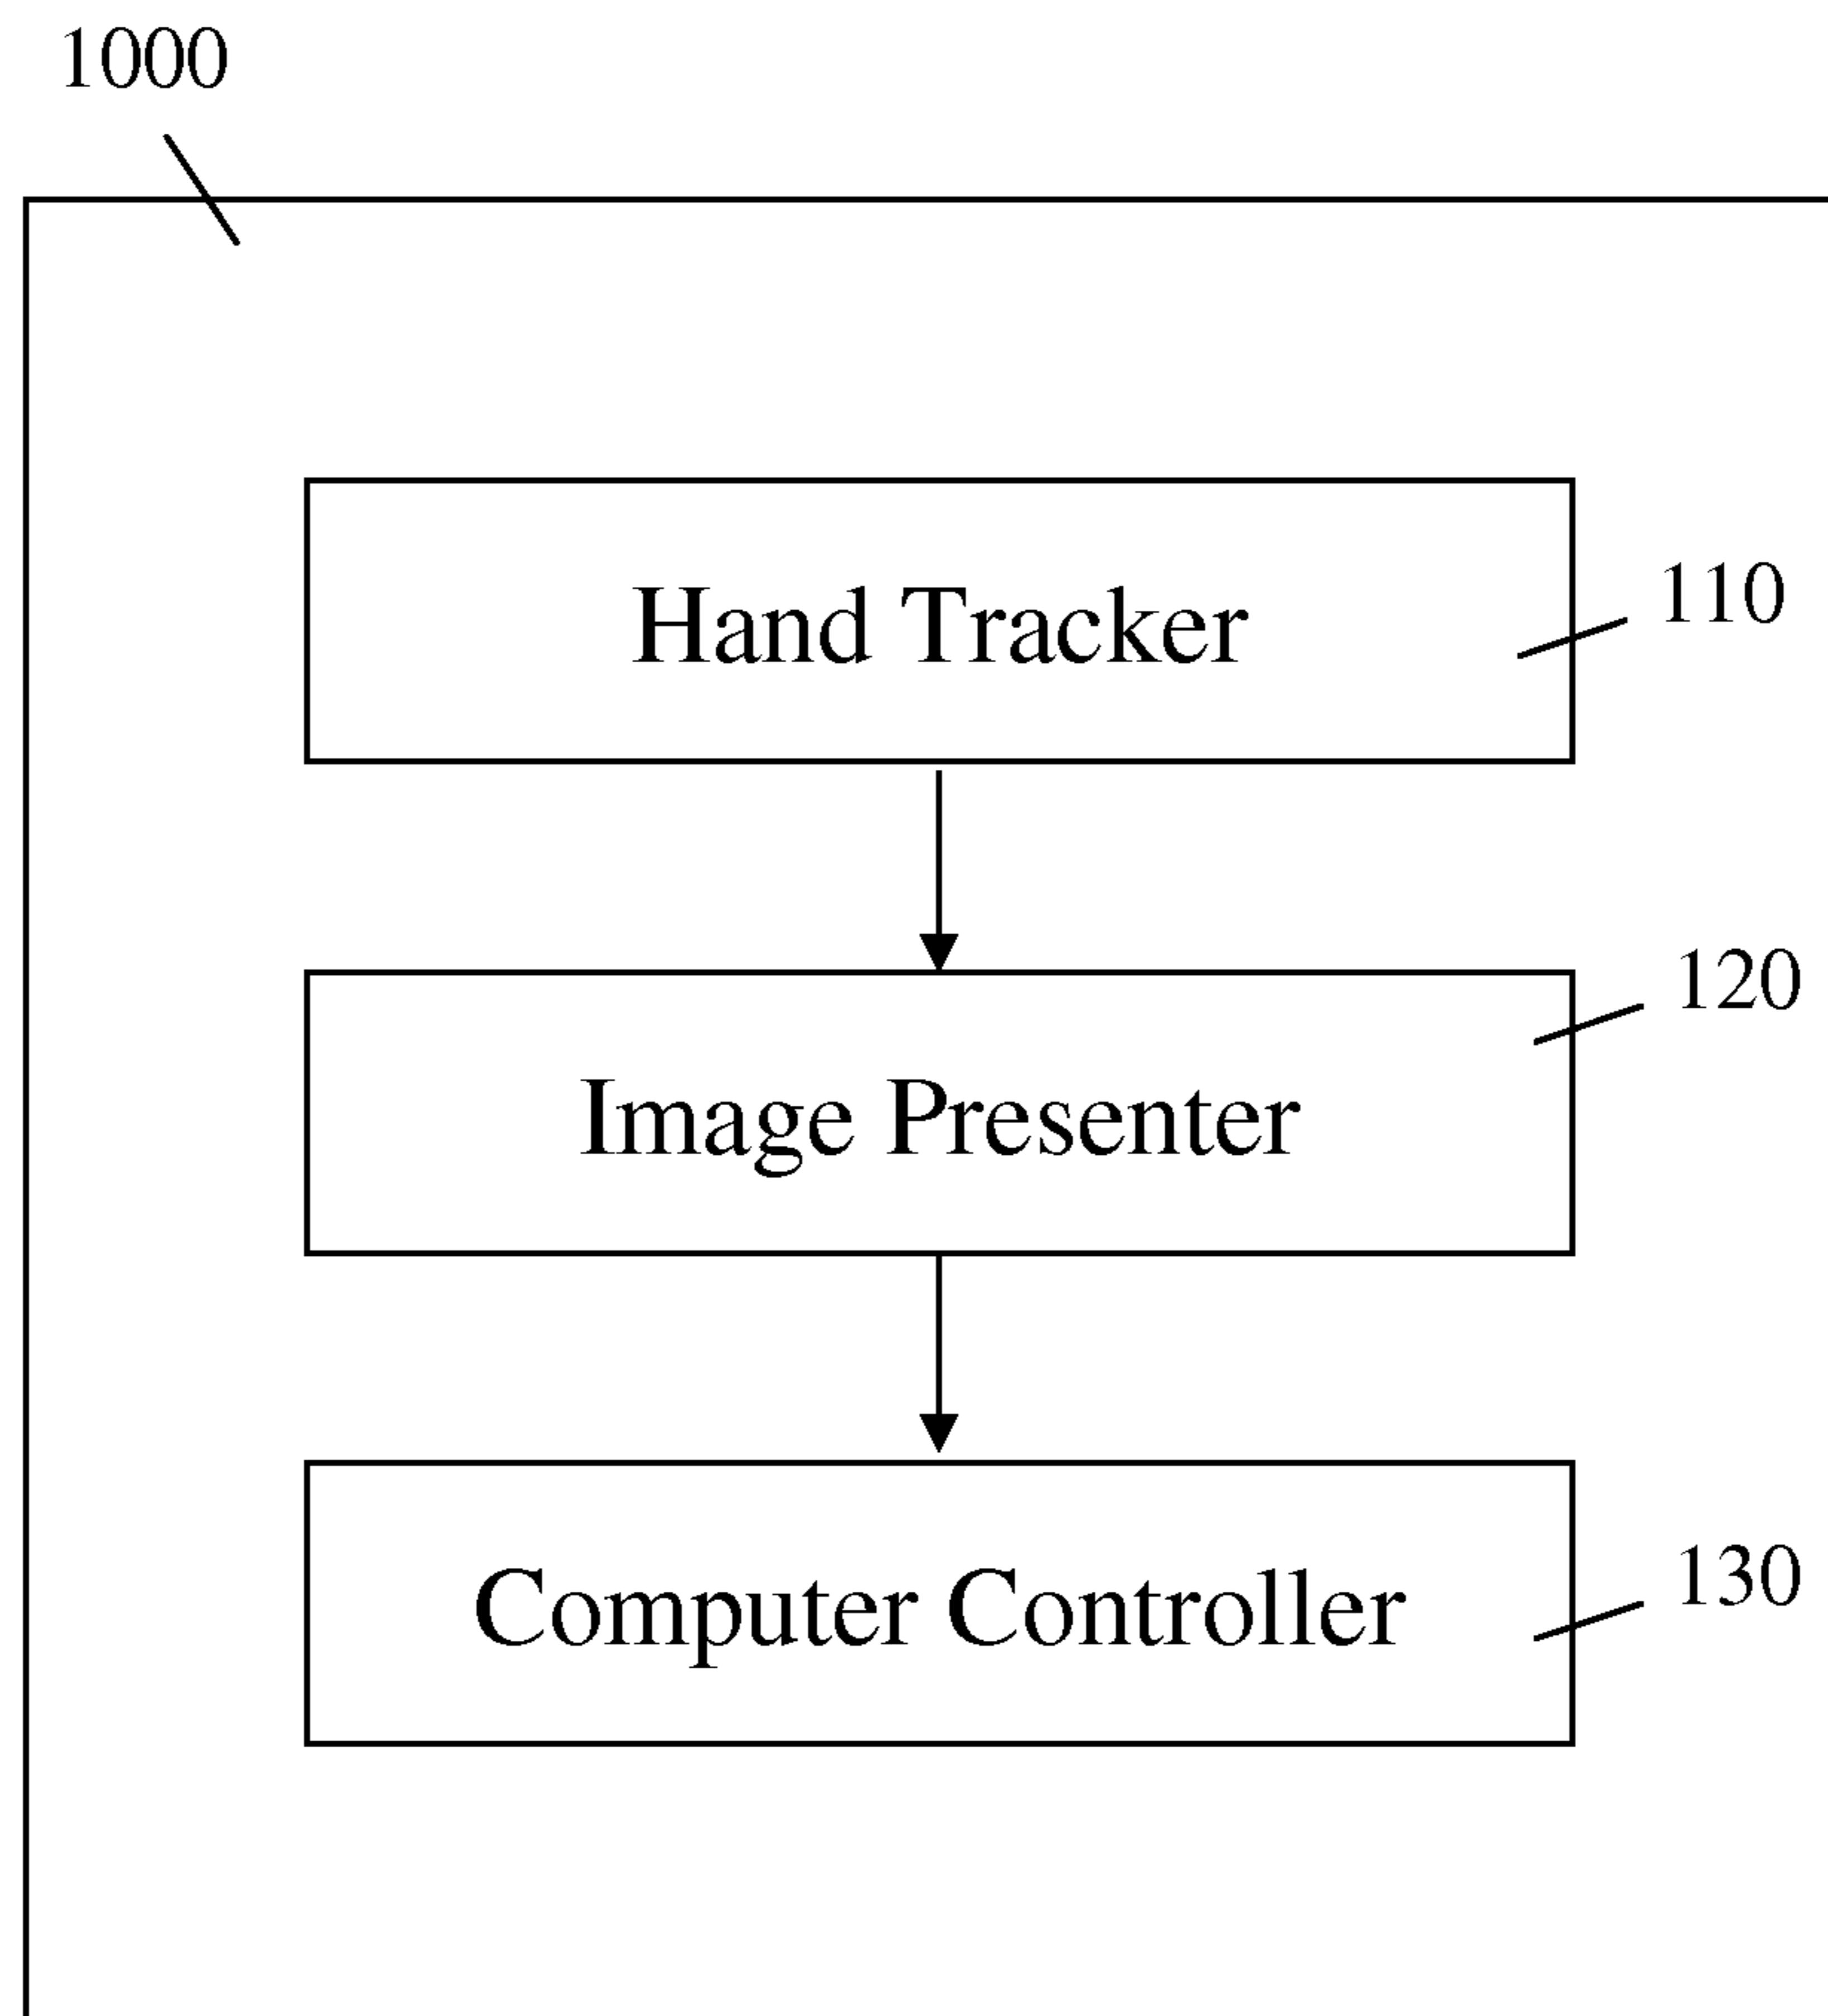 1000
Hand Tracker
110
120
Image Presenter
130
Computer Controller